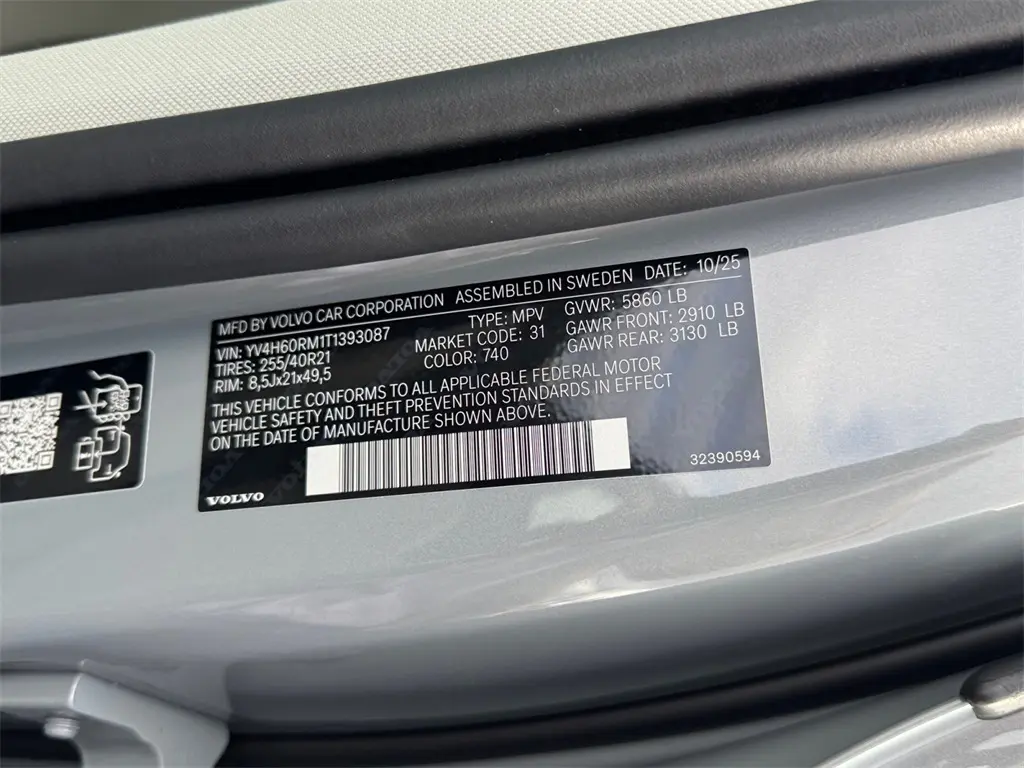 MFD BY VOLVO CAR CORPORATION ASSEMBLED IN SWEDEN DATE: 10/25
VIN: YV4H60RM1T1393087 TYPE: MPV GVWR: 5860 LB
TIRES: 255/40R21 MARKET CODE: 31 GAWR FRONT: 2910 LB
RIM: 8,5Jx21x49,5 COLOR: 740 GAWR REAR: 3130 LB
THIS VEHICLE CONFORMS TO ALL APPLICABLE FEDERAL MOTOR
VEHICLE SAFETY AND THEFT PREVENTION STANDARDS IN EFFECT
ON THE DATE OF MANUFACTURE SHOWN ABOVE.
VOLVO
32390594